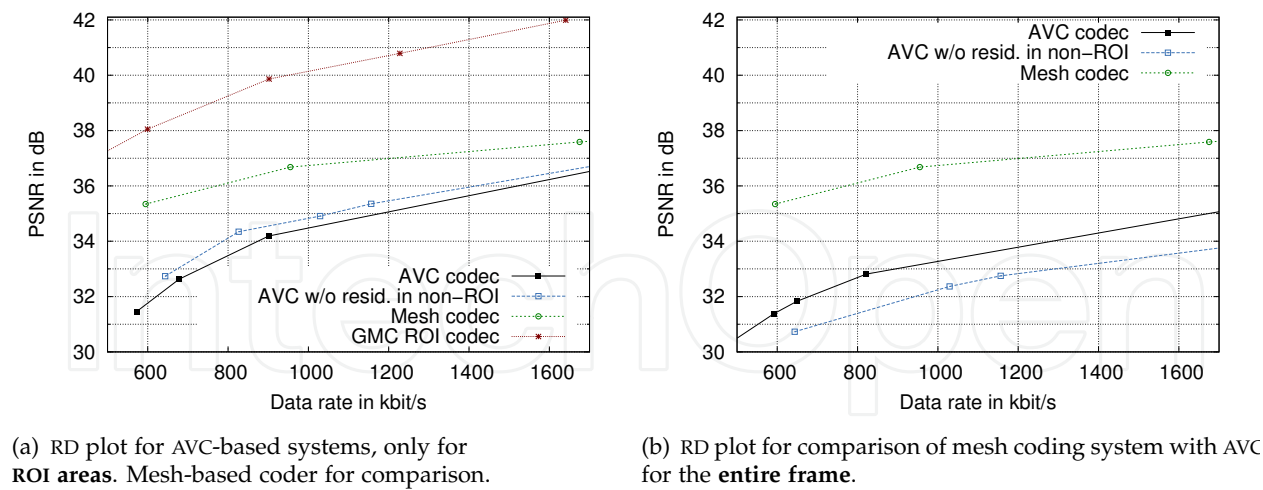 42
40
38
36
34
32
30
PSNR in dB
600 800 1000 1200 1400 1600
Data rate in kbit/s
AVC codec
AVC w/o resid. in non−ROI
Mesh codec
GMC ROI codec
(a) RD plot for AVC-based systems, only for
ROI areas. Mesh-based coder for comparison.
42
40
38
36
34
32
30
PSNR in dB
600 800 1000 1200 1400 1600
Data rate in kbit/s
AVC codec
AVC w/o resid. in non−ROI
Mesh codec
(b) RD plot for comparison of mesh coding system with AVC
for the entire frame.
IntechOpen